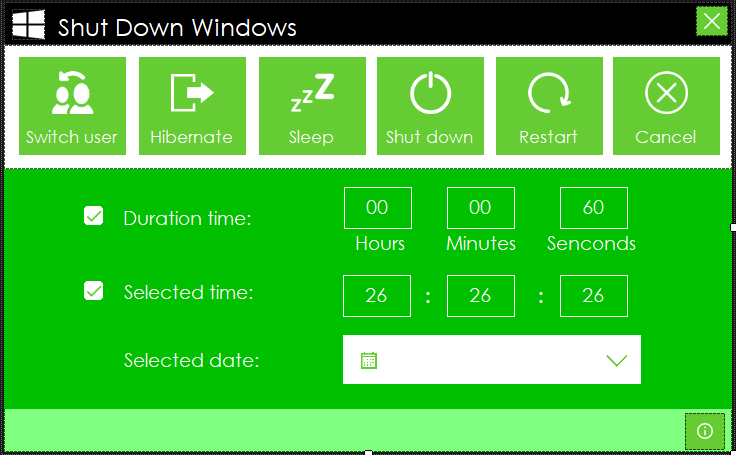 Shut Down Windows
Switch user Hibernate zzZ Sleep Shut down Restart Cancel
Duration time: 00 00 60
Hours Minutes Senconds
Selected time: 26 : 26 : 26
Selected date: